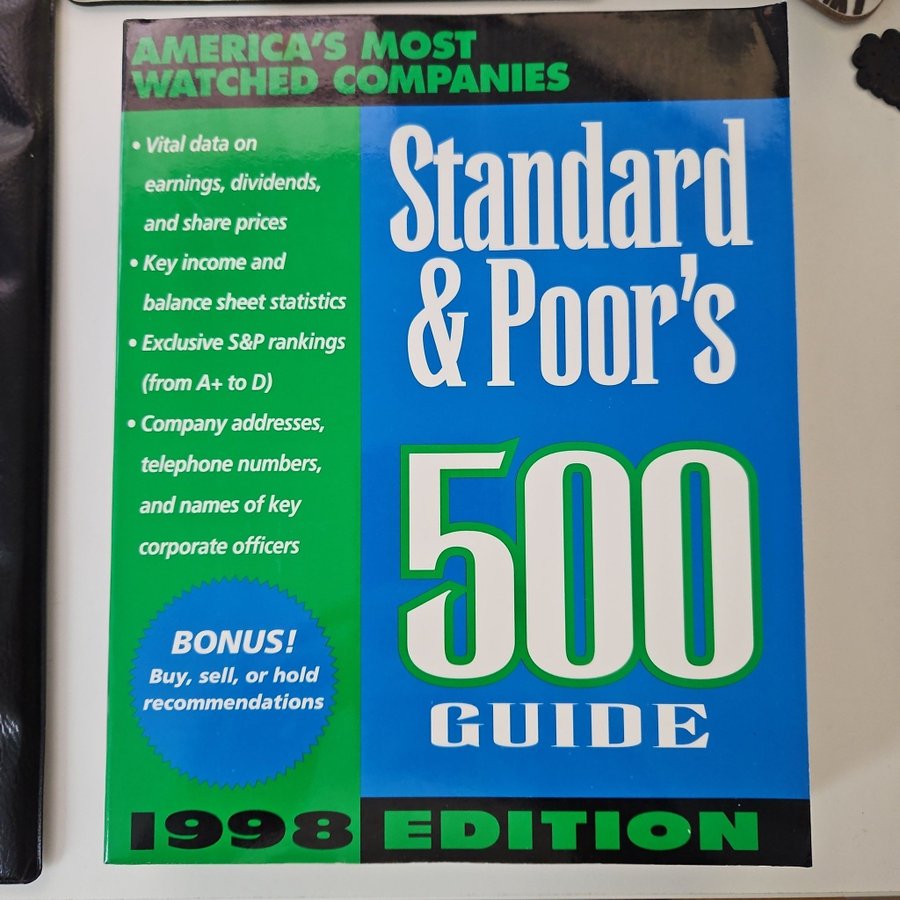 AMERICA'S MOST
WATCHED COMPANIES
• Vital data on
earnings, dividends,
and share prices
• Key income and
balance sheet statistics
• Exclusive S&P rankings
(from A+ to D)
• Company addresses,
telephone numbers,
and names of key
corporate officers
BONUS!
Buy, sell, or hold
recommendations
Standard
& Poor's
500
GUIDE
1998 EDITION